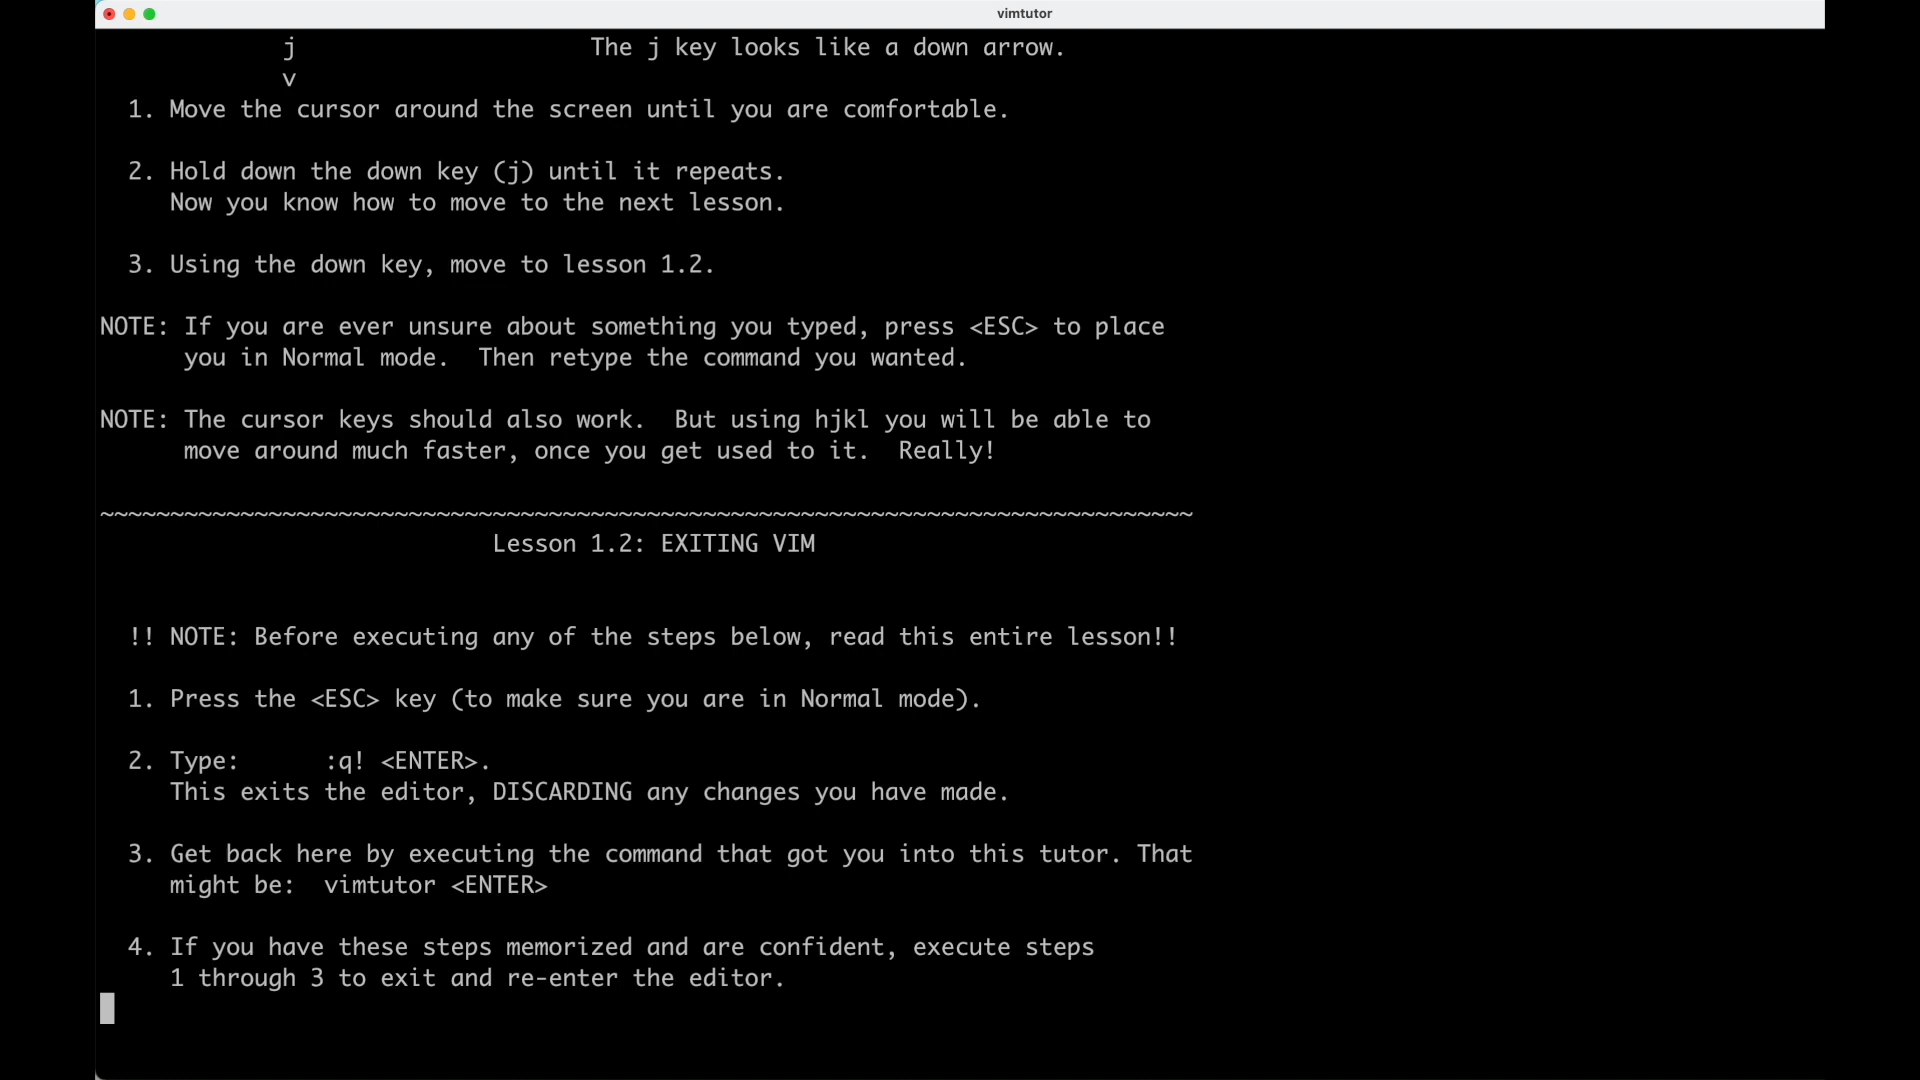 vimtutor
j                     The j key looks like a down arrow.
v
1. Move the cursor around the screen until you are comfortable.
2. Hold down the down key (j) until it repeats.
Now you know how to move to the next lesson.
3. Using the down key, move to lesson 1.2.
NOTE: If you are ever unsure about something you typed, press <ESC> to place
you in Normal mode.  Then retype the command you wanted.
NOTE: The cursor keys should also work.  But using hjkl you will be able to
move around much faster, once you get used to it.  Really!
~~~~~~~~~~~~~~~~~~~~~~~~~~~~~~~~~~~~~~~~~~~~~~~~~~~~~~~~~~~~~~~~~~~~~~~~~~~~~~
Lesson 1.2: EXITING VIM
!! NOTE: Before executing any of the steps below, read this entire lesson!!
1. Press the <ESC> key (to make sure you are in Normal mode).
2. Type:      :q! <ENTER>.
This exits the editor, DISCARDING any changes you have made.
3. Get back here by executing the command that got you into this tutor. That
might be:  vimtutor <ENTER>
4. If you have these steps memorized and are confident, execute steps
1 through 3 to exit and re-enter the editor.